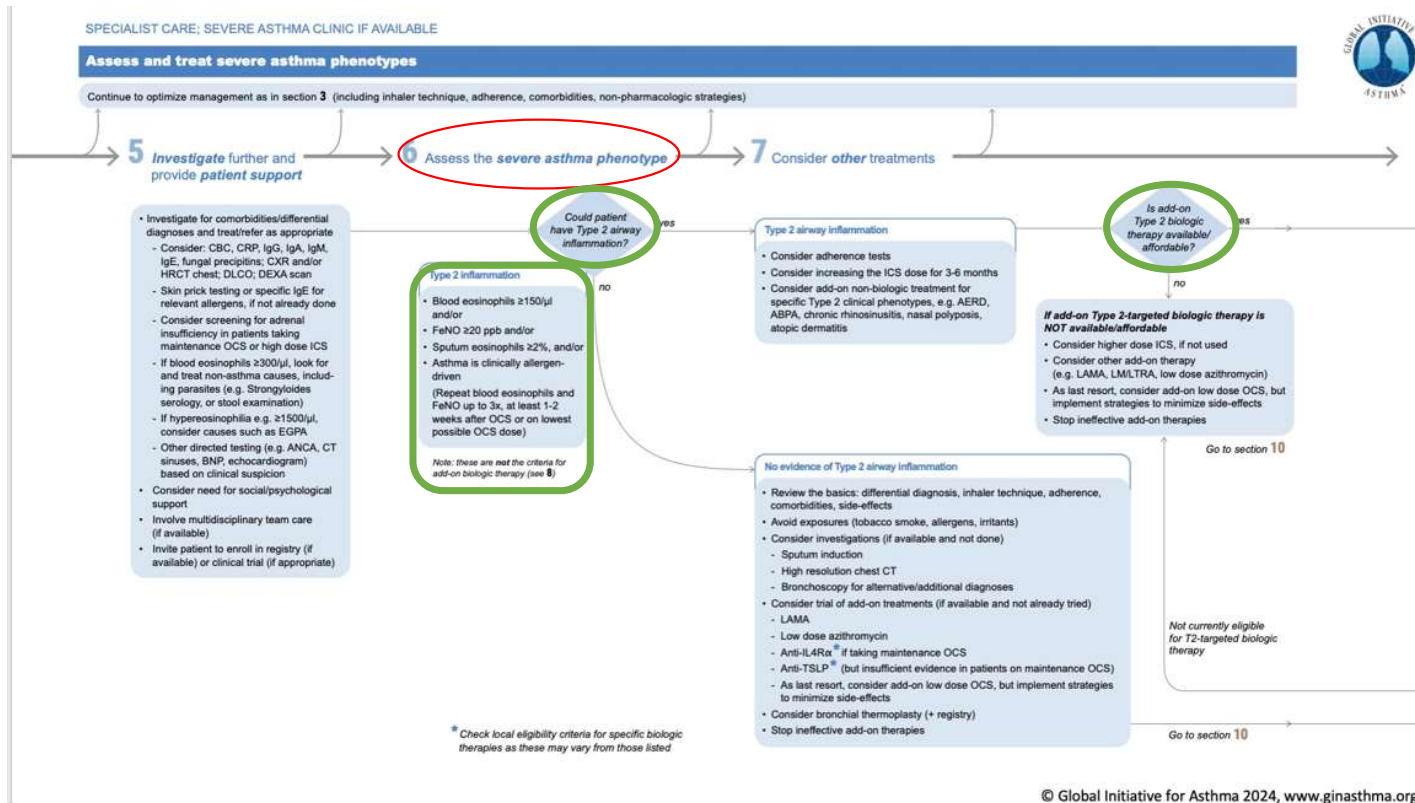 SPECIALIST CARE; SEVERE ASTHMA CLINIC IF AVAILABLE
GLOBAL INITIATIVE
ASTHMA
Assess and treat severe asthma phenotypes
Continue to optimize management as in section 3 (including inhaler technique, adherence, comorbidities, non-pharmacologic strategies)
5 Investigate further and
provide patient support
• Investigate for comorbidities/differential
diagnoses and treat/refer as appropriate
- Consider: CBC, CRP, IgG, IgA, IgM,
IgE, fungal precipitins; CXR and/or
HRCT chest; DLCO; DEXA scan
- Skin prick testing or specific IgE for
relevant allergens, if not already done
- Consider screening for adrenal
insufficiency in patients taking
maintenance OCS or high dose ICS
- If blood eosinophils ≥300/μl, look for
and treat non-asthma causes, includ-
ing parasites (e.g. Strongyloides
serology, or stool examination)
- If hypereosinophilia e.g. ≥1500/μl,
consider causes such as EGPA
- Other directed testing (e.g. ANCA, CT
sinuses, BNP, echocardiogram)
based on clinical suspicion
• Consider need for social/psychological
support
• Involve multidisciplinary team care
(if available)
• Invite patient to enroll in registry (if
available) or clinical trial (if appropriate)
6 Assess the severe asthma phenotype
Could patient
have Type 2 airway
inflammation?
yes
no
Type 2 inflammation
• Blood eosinophils ≥150/μl
and/or
• FeNO ≥20 ppb and/or
• Sputum eosinophils ≥2%, and/or
• Asthma is clinically allergen-
driven
(Repeat blood eosinophils and
FeNO up to 3x, at least 1-2
weeks after OCS or on lowest
possible OCS dose)
Note: these are not the criteria for
add-on biologic therapy (see 8)
7 Consider other treatments
Type 2 airway inflammation
• Consider adherence tests
• Consider increasing the ICS dose for 3-6 months
• Consider add-on non-biologic treatment for
specific Type 2 clinical phenotypes, e.g. AERD,
ABPA, chronic rhinosinusitis, nasal polyposis,
atopic dermatitis
Is add-on
Type 2 biologic
therapy available/
affordable?
yes
no
If add-on Type 2-targeted biologic therapy is
NOT available/affordable
• Consider higher dose ICS, if not used
• Consider other add-on therapy
(e.g. LAMA, LM/LTRA, low dose azithromycin)
• As last resort, consider add-on low dose OCS, but
implement strategies to minimize side-effects
• Stop ineffective add-on therapies
Go to section 10
No evidence of Type 2 airway inflammation
• Review the basics: differential diagnosis, inhaler technique, adherence,
comorbidities, side-effects
• Avoid exposures (tobacco smoke, allergens, irritants)
• Consider investigations (if available and not done)
- Sputum induction
- High resolution chest CT
- Bronchoscopy for alternative/additional diagnoses
• Consider trial of add-on treatments (if available and not already tried)
- LAMA
- Low dose azithromycin
- Anti-IL4Rα* if taking maintenance OCS
- Anti-TSLP* (but insufficient evidence in patients on maintenance OCS)
- As last resort, consider add-on low dose OCS, but implement strategies
to minimize side-effects
• Consider bronchial thermoplasty (+ registry)
• Stop ineffective add-on therapies
Not currently eligible
for T2-targeted biologic
therapy
Go to section 10
* Check local eligibility criteria for specific biologic
therapies as these may vary from those listed
© Global Initiative for Asthma 2024, www.ginasthma.org